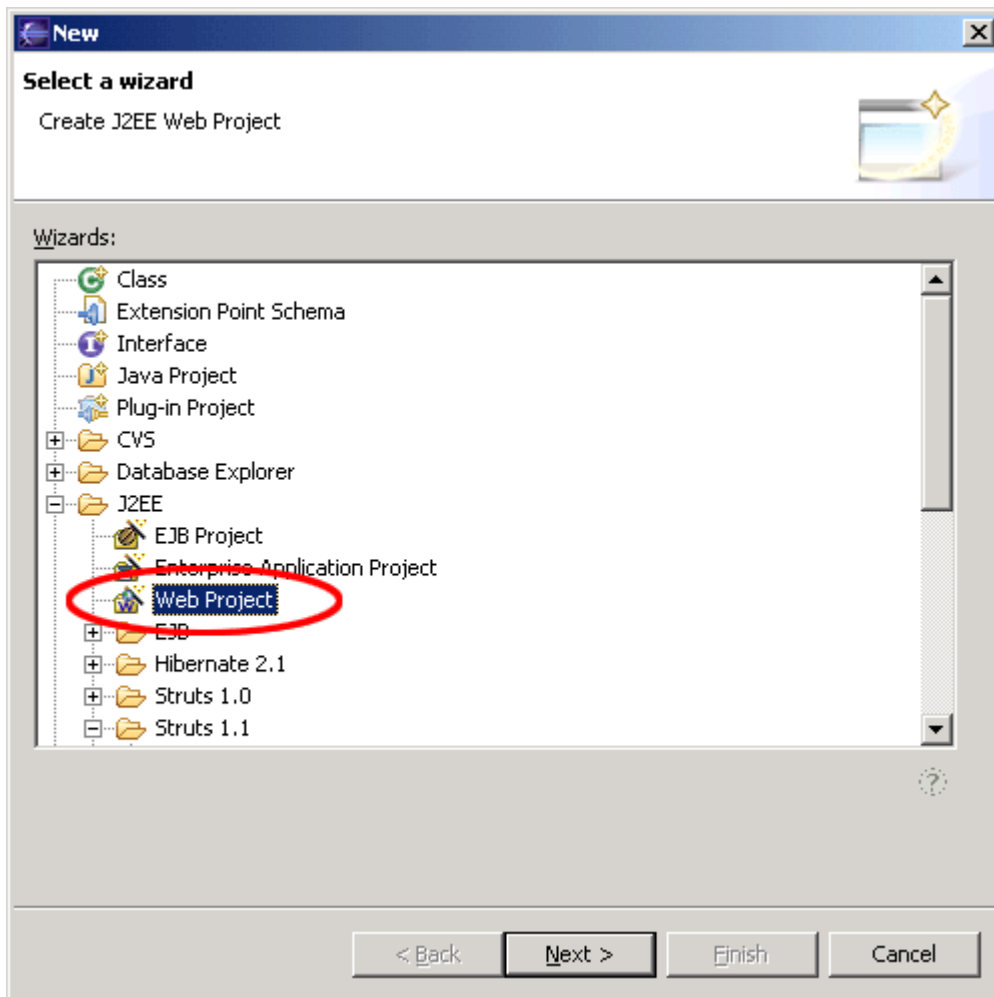 New
Select a wizard
Create J2EE Web Project
Wizards:
Class
Extension Point Schema
Interface
Java Project
Plug-in Project
CVS
Database Explorer
J2EE
EJB Project
Enterprise Application Project
Web Project
EJB
Hibernate 2.1
Struts 1.0
Struts 1.1
< Back Next > Finish Cancel